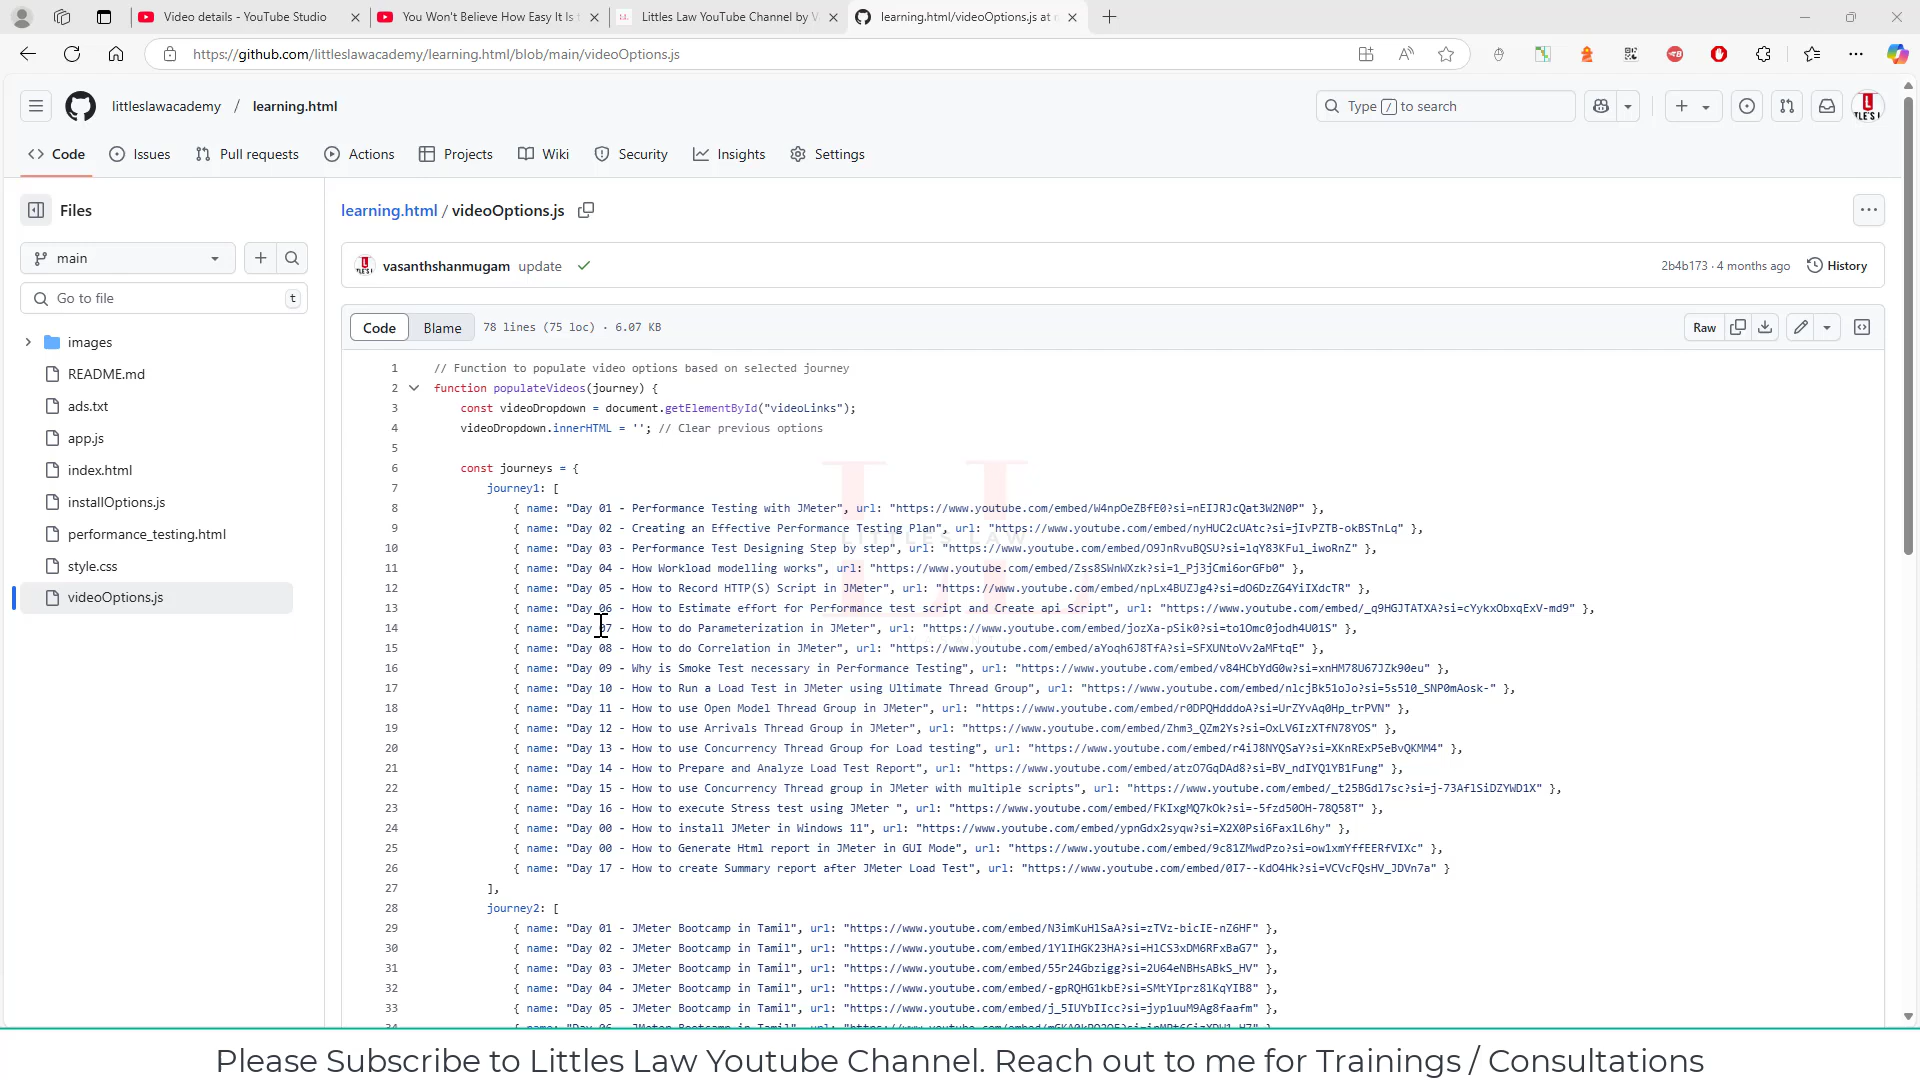 Video details - YouTube Studio
You Won't Believe How Easy It Is
Littles Law YouTube Channel by V
learning.html/videoOptions.js at
https://github.com/littleslawacademy/learning.html/blob/main/videoOptions.js
littleslawacademy / learning.html
Type / to search
Code
Issues
Pull requests
Actions
Projects
Wiki
Security
Insights
Settings
Files
learning.html / videoOptions.js
main
vasanthshanmugam update
2b4b173 · 4 months ago
History
Go to file
t
Code
Blame
78 lines (75 loc) · 6.07 KB
Raw
images
README.md
ads.txt
app.js
index.html
installOptions.js
performance_testing.html
style.css
videoOptions.js
1 // Function to populate video options based on selected journey
2 function populateVideos(journey) {
3 const videoDropdown = document.getElementById("videoLinks");
4 videoDropdown.innerHTML = ''; // Clear previous options
5
6 const journeys = {
7 journey1: [
8 { name: "Day 01 - Performance Testing with JMeter", url: "https://www.youtube.com/embed/W4npOeZBfE0?si=nEIJRJcQat3W2N0P" },
9 { name: "Day 02 - Creating an Effective Performance Testing Plan", url: "https://www.youtube.com/embed/nyHUC2cUAtc?si=jIvPZTB-okBSTnLq" },
10 { name: "Day 03 - Performance Test Designing Step by step", url: "https://www.youtube.com/embed/O9JnRvuBQSU?si=lqY83KFul_iwoRnZ" },
11 { name: "Day 04 - How Workload modelling works", url: "https://www.youtube.com/embed/Zss8SWnWXzk?si=1_Pj3jCmi6orGFb0" },
12 { name: "Day 05 - How to Record HTTP(S) Script in JMeter", url: "https://www.youtube.com/embed/npLx4BUZJg4?si=dO6DzZG4YiIXdcTR" },
13 { name: "Day 06 - How to Estimate effort for Performance test script and Create api Script", url: "https://www.youtube.com/embed/_q9HGJTATXA?si=cYykxObxqExV-md9" },
14 { name: "Day 07 - How to do Parameterization in JMeter", url: "https://www.youtube.com/embed/jozXa-pSik0?si=to1Omc0jodh4U01S" },
15 { name: "Day 08 - How to do Correlation in JMeter", url: "https://www.youtube.com/embed/aYoqh6J8TfA?si=SFXUNtoVv2aMFtqE" },
16 { name: "Day 09 - Why is Smoke Test necessary in Performance Testing", url: "https://www.youtube.com/embed/v84HCbYdG0w?si=xnHM78U67JZk90eu" },
17 { name: "Day 10 - How to Run a Load Test in JMeter using Ultimate Thread Group", url: "https://www.youtube.com/embed/nlcjBk51oJo?si=5s510_SNP0mAosk-" },
18 { name: "Day 11 - How to use Open Model Thread Group in JMeter", url: "https://www.youtube.com/embed/r0DPQHdddoA?si=UrZYvAq0Hp_trPVN" },
19 { name: "Day 12 - How to use Arrivals Thread Group in JMeter", url: "https://www.youtube.com/embed/Zhm3_QZm2Ys?si=OxLV6IzXTfN78YOS" },
20 { name: "Day 13 - How to use Concurrency Thread Group for Load testing", url: "https://www.youtube.com/embed/r4iJ8NYQSaY?si=XKnRExP5eBvQKMM4" },
21 { name: "Day 14 - How to Prepare and Analyze Load Test Report", url: "https://www.youtube.com/embed/atzO7GqDAd8?si=BV_ndIYQ1YB1Fung" },
22 { name: "Day 15 - How to use Concurrency Thread group in JMeter with multiple scripts", url: "https://www.youtube.com/embed/_t25BGdl7sc?si=j-73AflSiDZYWD1X" },
23 { name: "Day 16 - How to execute Stress test using JMeter ", url: "https://www.youtube.com/embed/FKIxgMQ7kOk?si=-5fzd50OH-78Q58T" },
24 { name: "Day 00 - How to install JMeter in Windows 11", url: "https://www.youtube.com/embed/ypnGdx2syqw?si=X2X0Psi6Fax1L6hy" },
25 { name: "Day 00 - How to Generate Html report in JMeter in GUI Mode", url: "https://www.youtube.com/embed/9c81ZMwdPzo?si=ow1xmYffEERfVIXc" },
26 { name: "Day 17 - How to create Summary report after JMeter Load Test", url: "https://www.youtube.com/embed/0I7--KdO4Hk?si=VCVcFQsHV_JDVn7a" }
27 ],
28 journey2: [
29 { name: "Day 01 - JMeter Bootcamp in Tamil", url: "https://www.youtube.com/embed/N3imKuHlSaA?si=zTVz-bicIE-nZ6HF" },
30 { name: "Day 02 - JMeter Bootcamp in Tamil", url: "https://www.youtube.com/embed/1YlIHGK23HA?si=HlCS3xDM6RFxBaG7" },
31 { name: "Day 03 - JMeter Bootcamp in Tamil", url: "https://www.youtube.com/embed/55r24Gbzigg?si=2U64eNBHsABkS_HV" },
32 { name: "Day 04 - JMeter Bootcamp in Tamil", url: "https://www.youtube.com/embed/-gpRQHG1kbE?si=SMtYIprz8lKqYIB8" },
33 { name: "Day 05 - JMeter Bootcamp in Tamil", url: "https://www.youtube.com/embed/j_5IUYbIIcc?si=jyp1uuM9Ag8faafm" },
LITTLES LAW
Please Subscribe to Littles Law Youtube Channel. Reach out to me for Trainings / Consultations